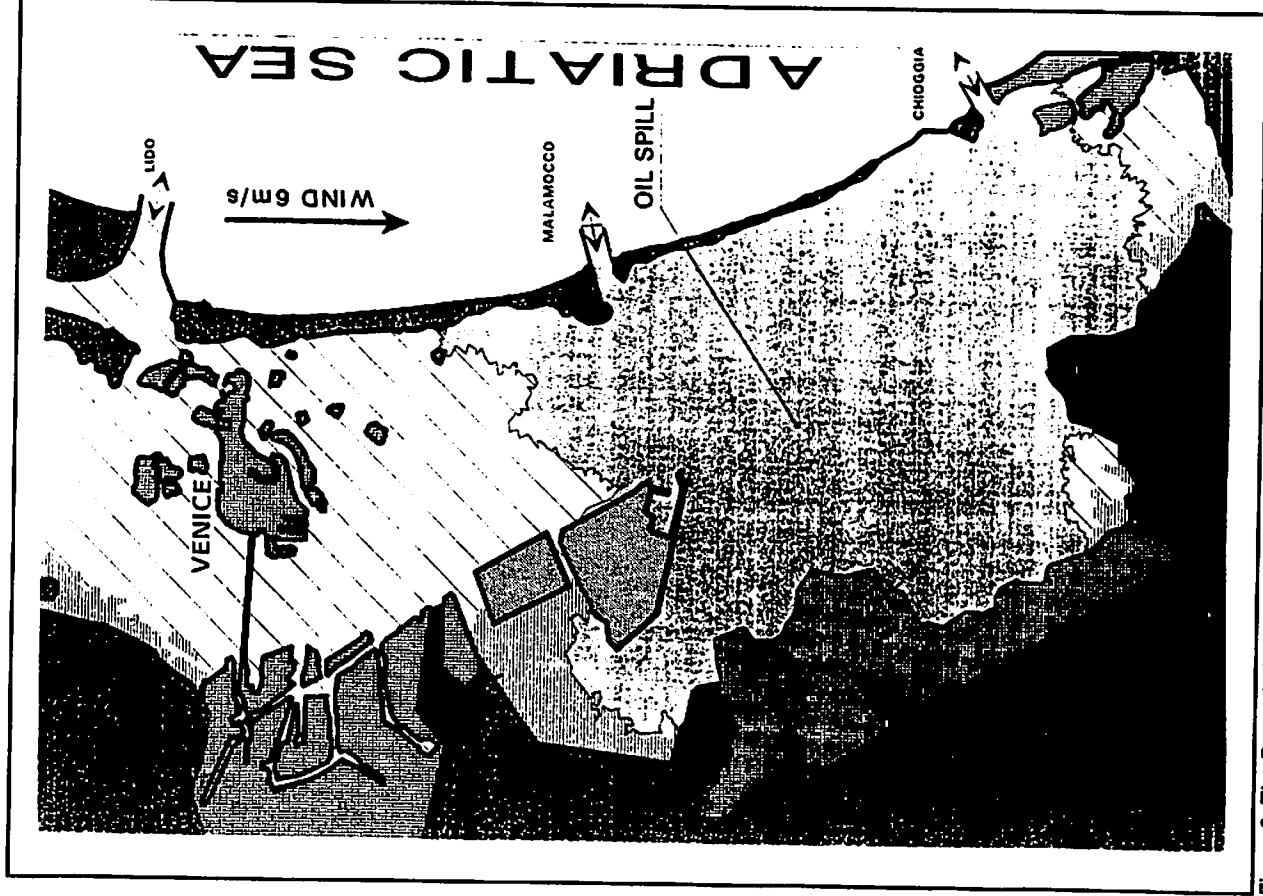 ADRIATIC SEA
LIDO
WIND 6m/s
VENICE
MALAMOCCO
OIL SPILL
CHIOGGIA